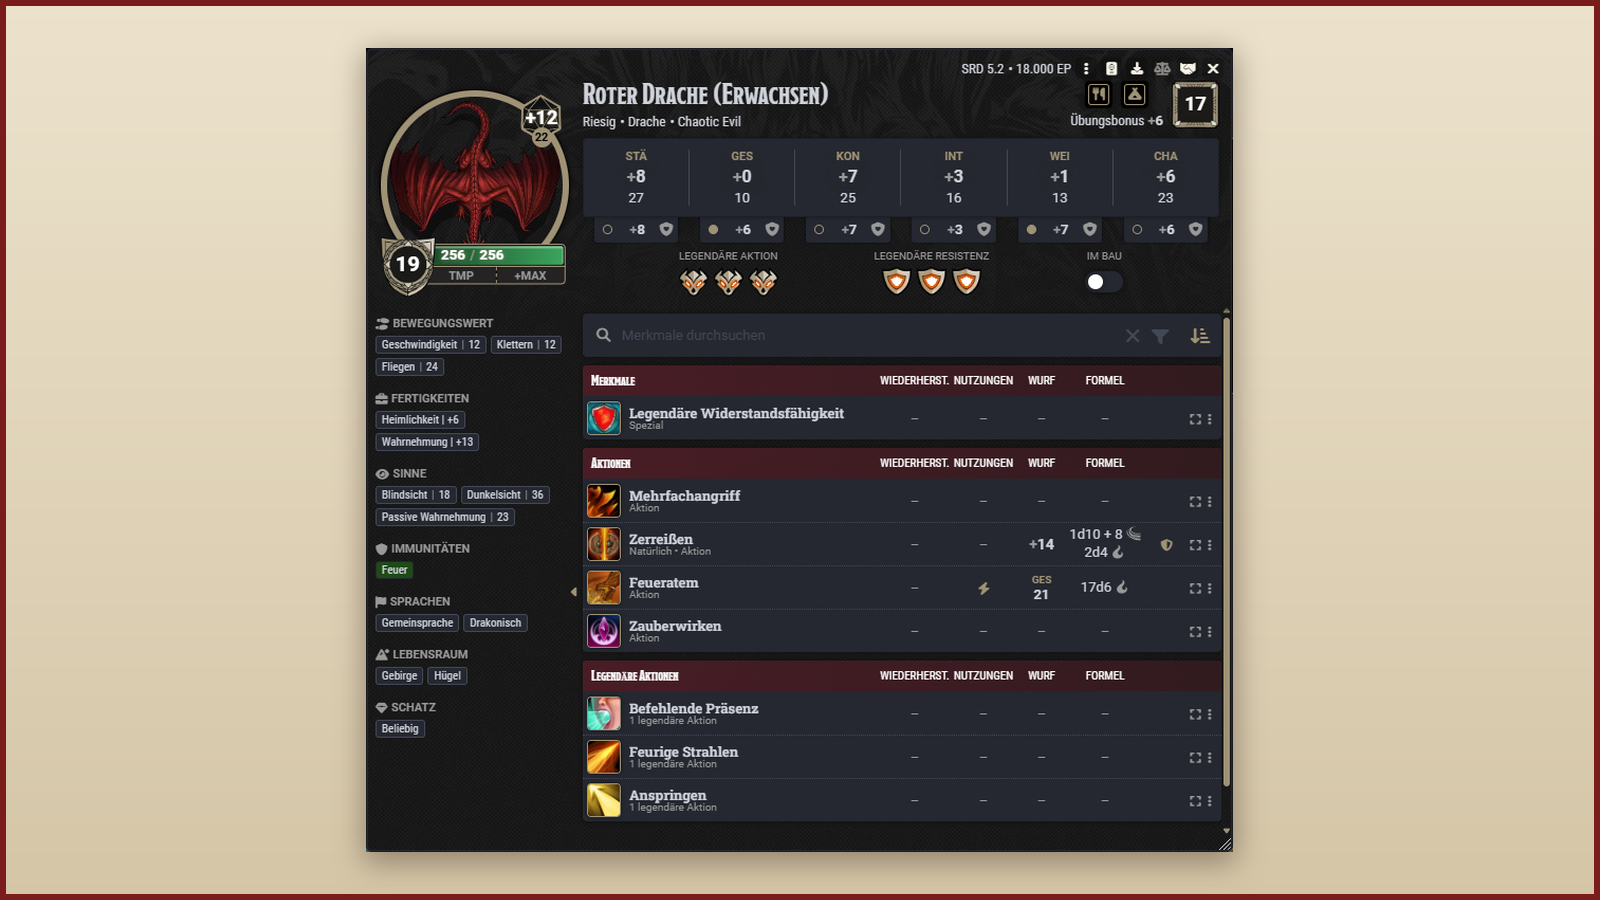 SRD 5.2 • 18.000 EP
ROTER DRACHE (ERWACHSEN)
Riesig • Drache • Chaotic Evil
Übungsbonus +6
17
+12
22
STÄ GES KON INT WEI CHA
+8 +0 +7 +3 +1 +6
27 10 25 16 13 23
+8 +6 +7 +3 +7 +6
19
256 / 256
TMP +MAX
LEGENDÄRE AKTION LEGENDÄRE RESISTENZ IM BAU
BEWEGUNGSWERT
Geschwindigkeit | 12 Klettern | 12
Fliegen | 24
FERTIGKEITEN
Heimlichkeit | +6
Wahrnehmung | +13
SINNE
Blindsicht | 18 Dunkelsicht | 36
Passive Wahrnehmung | 23
IMMUNITÄTEN
Feuer
SPRACHEN
Gemeinsprache Drakonisch
LEBENSRAUM
Gebirge Hügel
SCHATZ
Beliebig
Merkmale durchsuchen
MERKMALE WIEDERHERST. NUTZUNGEN WURF FORMEL
Legendäre Widerstandsfähigkeit – – – –
Spezial
AKTIONEN WIEDERHERST. NUTZUNGEN WURF FORMEL
Mehrfachangriff – – – –
Aktion
Zerreißen – – +14 1d10 + 8
Natürlich • Aktion 2d4
Feueratem – GES 17d6
Aktion 21
Zauberwirken – – – –
Aktion
LEGENDÄRE AKTIONEN WIEDERHERST. NUTZUNGEN WURF FORMEL
Befehlende Präsenz – – – –
1 legendäre Aktion
Feurige Strahlen – – – –
1 legendäre Aktion
Anspringen – – – –
1 legendäre Aktion